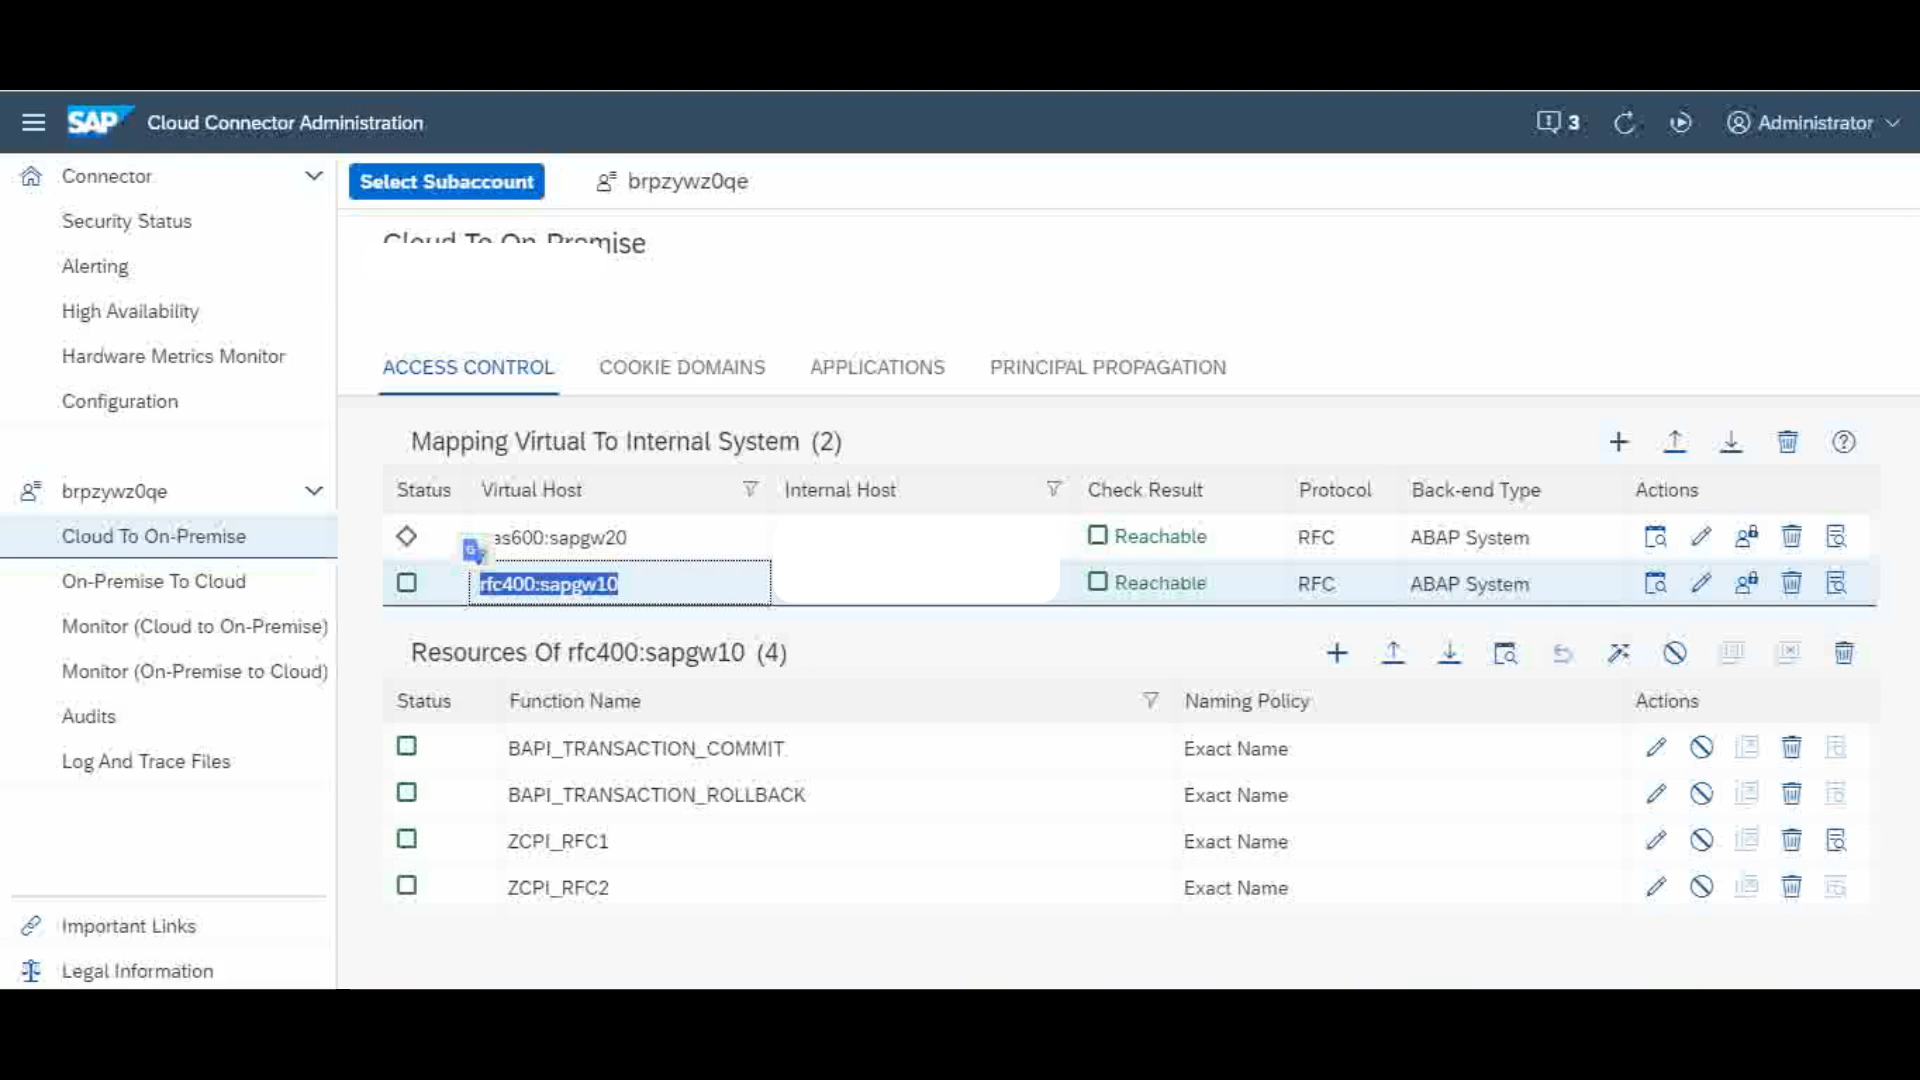 SAP Cloud Connector Administration 3 Administrator
Connector
Security Status
Alerting
High Availability
Hardware Metrics Monitor
Configuration
brpzywz0qe
Cloud To On-Premise
On-Premise To Cloud
Monitor (Cloud to On-Premise)
Monitor (On-Premise to Cloud)
Audits
Log And Trace Files
Important Links
Legal Information
Select Subaccount brpzywz0qe
Cloud To On-Premise
ACCESS CONTROL COOKIE DOMAINS APPLICATIONS PRINCIPAL PROPAGATION
Mapping Virtual To Internal System (2)
Status Virtual Host Internal Host Check Result Protocol Back-end Type Actions
as600:sapgw20 Reachable RFC ABAP System
rfc400:sapgw10 Reachable RFC ABAP System
Resources Of rfc400:sapgw10 (4)
Status Function Name Naming Policy Actions
BAPI_TRANSACTION_COMMIT Exact Name
BAPI_TRANSACTION_ROLLBACK Exact Name
ZCPI_RFC1 Exact Name
ZCPI_RFC2 Exact Name